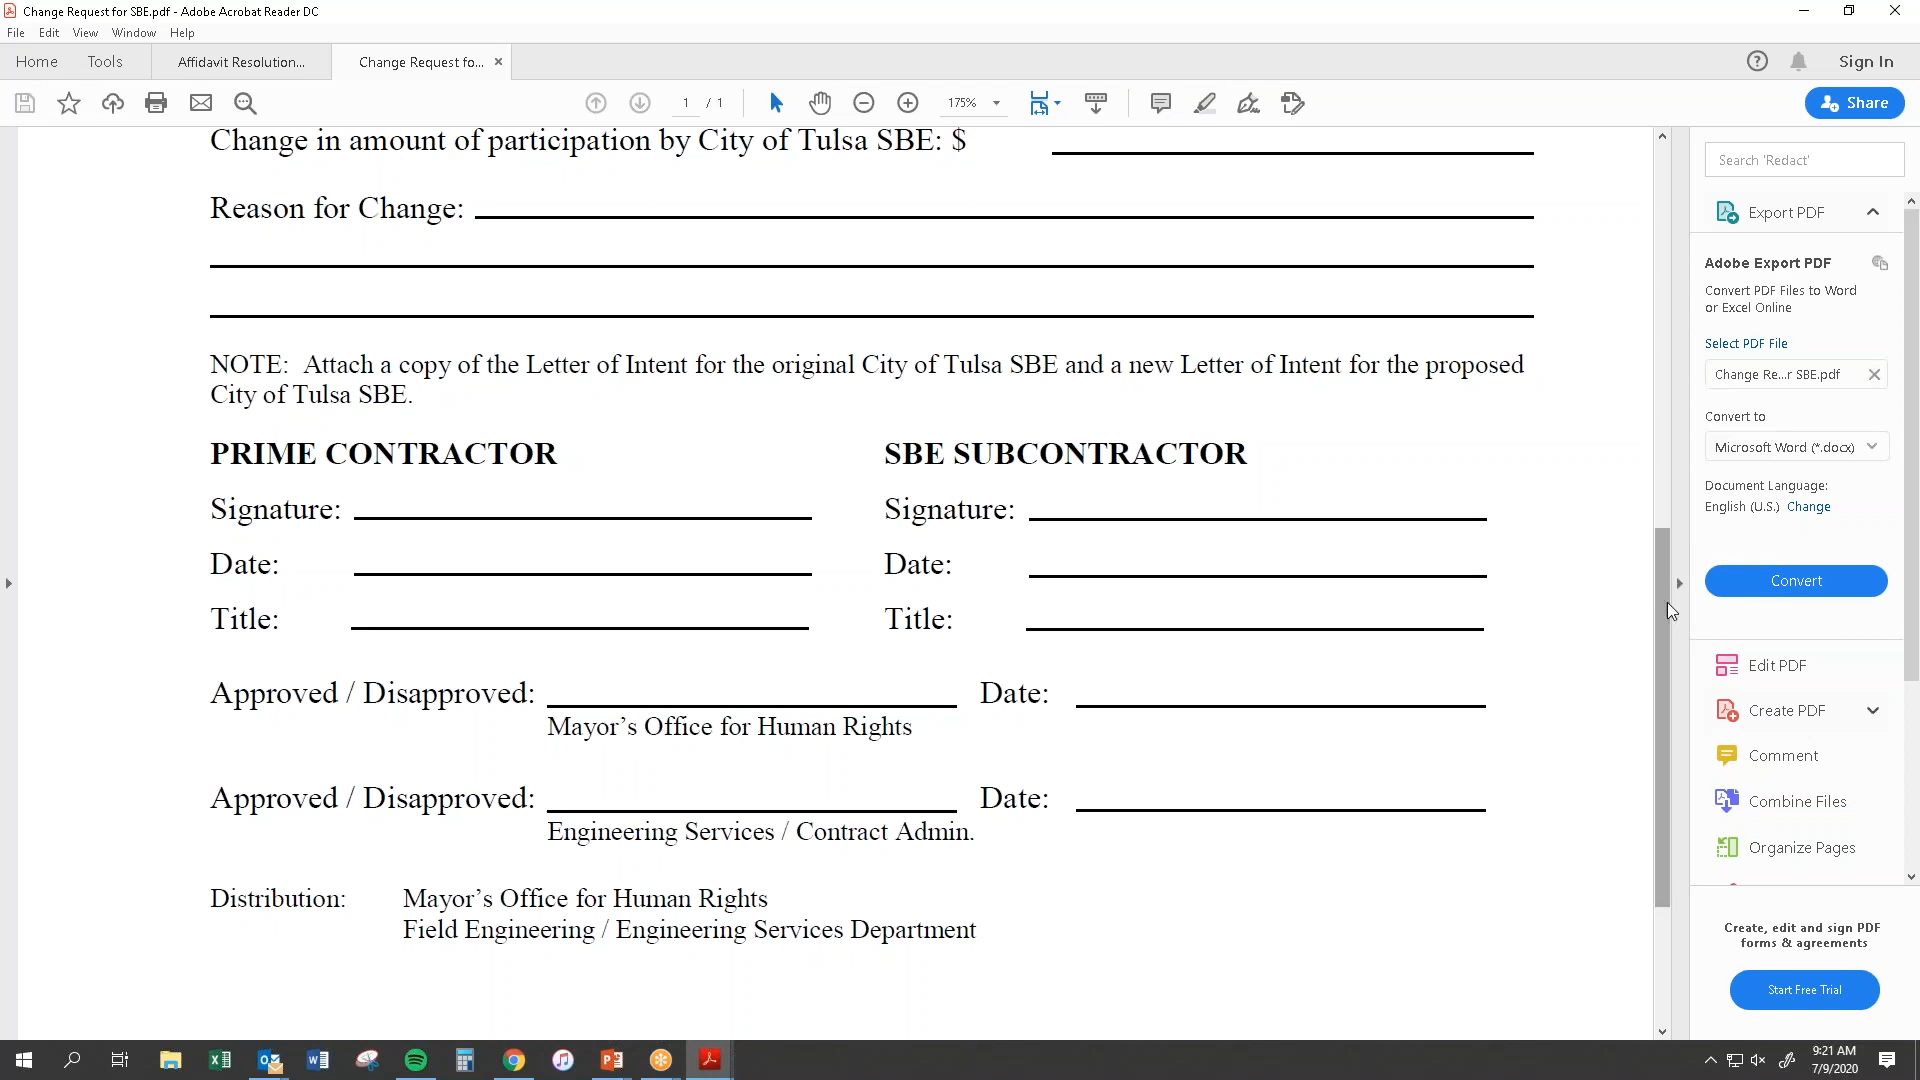 Change Request for SBE.pdf - Adobe Acrobat Reader DC
File Edit View Window Help
Home Tools Affidavit Resolution... Change Request fo... Sign In
1 / 1 175% Share
Change in amount of participation by City of Tulsa SBE: $
Reason for Change:
NOTE: Attach a copy of the Letter of Intent for the original City of Tulsa SBE and a new Letter of Intent for the proposed
City of Tulsa SBE.
PRIME CONTRACTOR SBE SUBCONTRACTOR
Signature: Signature:
Date: Date:
Title: Title:
Approved / Disapproved: Date:
Mayor's Office for Human Rights
Approved / Disapproved: Date:
Engineering Services / Contract Admin.
Distribution: Mayor's Office for Human Rights
Field Engineering / Engineering Services Department
Search 'Redact'
Export PDF
Adobe Export PDF
Convert PDF Files to Word
or Excel Online
Select PDF File
Change Re...r SBE.pdf
Convert to
Microsoft Word (*.docx)
Document Language:
English (U.S.) Change
Convert
Edit PDF
Create PDF
Comment
Combine Files
Organize Pages
Create, edit and sign PDF
forms & agreements
Start Free Trial
9:21 AM
7/9/2020